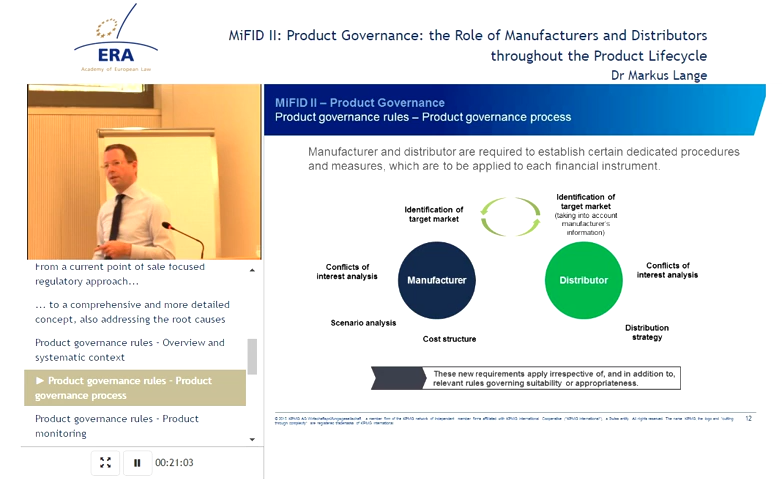 ERA
Academy of European Law
MiFID II: Product Governance: the Role of Manufacturers and Distributors
throughout the Product Lifecycle
Dr Markus Lange
MiFID II – Product Governance
Product governance rules – Product governance process
Manufacturer and distributor are required to establish certain dedicated procedures
and measures, which are to be applied to each financial instrument.
Identification of
target market
Identification of
target market
(taking into account
manufacturer's
information)
Conflicts of
interest analysis
Manufacturer
Distributor
Conflicts of
interest analysis
Scenario analysis
Cost structure
Distribution
strategy
These new requirements apply irrespective of, and in addition to,
relevant rules governing suitability or appropriateness.
12
From a current point of sale focused
regulatory approach...
... to a comprehensive and more detailed
concept, also addressing the root causes
Product governance rules - Overview and
systematic context
► Product governance rules - Product
governance process
Product governance rules - Product
monitoring
00:21:03